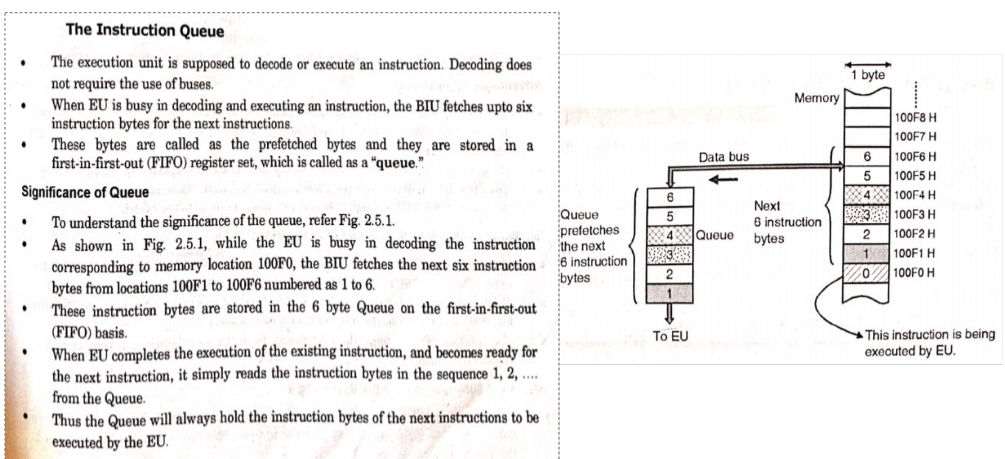 The Instruction Queue
• The execution unit is supposed to decode or execute an instruction. Decoding does
not require the use of buses.
• When EU is busy in decoding and executing an instruction, the BIU fetches upto six
instruction bytes for the next instructions.
• These bytes are called as the prefetched bytes and they are stored in a
first-in-first-out (FIFO) register set, which is called as a “queue.”
Significance of Queue
• To understand the significance of the queue, refer Fig. 2.5.1.
• As shown in Fig. 2.5.1, while the EU is busy in decoding the instruction
corresponding to memory location 100F0, the BIU fetches the next six instruction
bytes from locations 100F1 to 100F6 numbered as 1 to 6.
• These instruction bytes are stored in the 6 byte Queue on the first-in-first-out
(FIFO) basis.
• When EU completes the execution of the existing instruction, and becomes ready for
the next instruction, it simply reads the instruction bytes in the sequence 1, 2, ....
from the Queue.
• Thus the Queue will always hold the instruction bytes of the next instructions to be
executed by the EU.
Queue
prefetches
the next
6 instruction
bytes
6
5
4
3
2
1
Queue
To EU
Data bus
Next
6 instruction
bytes
Memory
1 byte
100F8 H
100F7 H
6 100F6 H
5 100F5 H
4 100F4 H
3 100F3 H
2 100F2 H
1 100F1 H
0 100F0 H
This instruction is being
executed by EU.